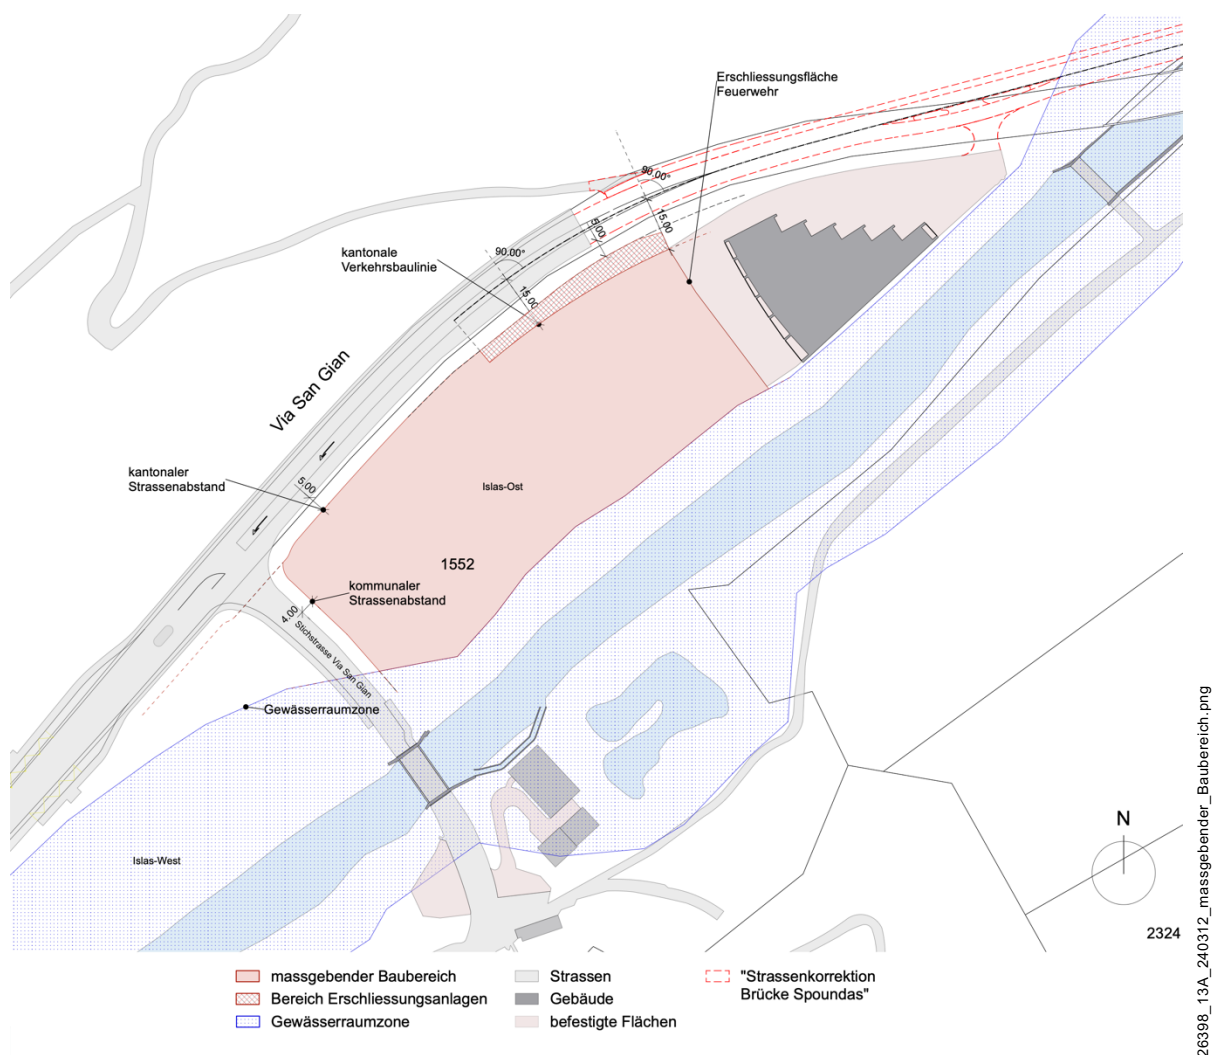 Erschliessungsfläche
Feuerwehr
90.00°
15.00
5.00
kantonale
Verkehrsbaulinie
90.00°
15.00
Via San Gian
kantonaler
Strassenabstand
5.00
Islas-Ost
1552
kommunaler
Strassenabstand
4.00
Stichstrasse Via San Gian
Gewässerraumzone
Islas-West
N
2324
massgebender Baubereich
Bereich Erschliessungsanlagen
Gewässerraumzone
Strassen
Gebäude
befestigte Flächen
"Strassenkorrektion
Brücke Spoundas"
26398_13A_240312_massgebender_Baubereich.png